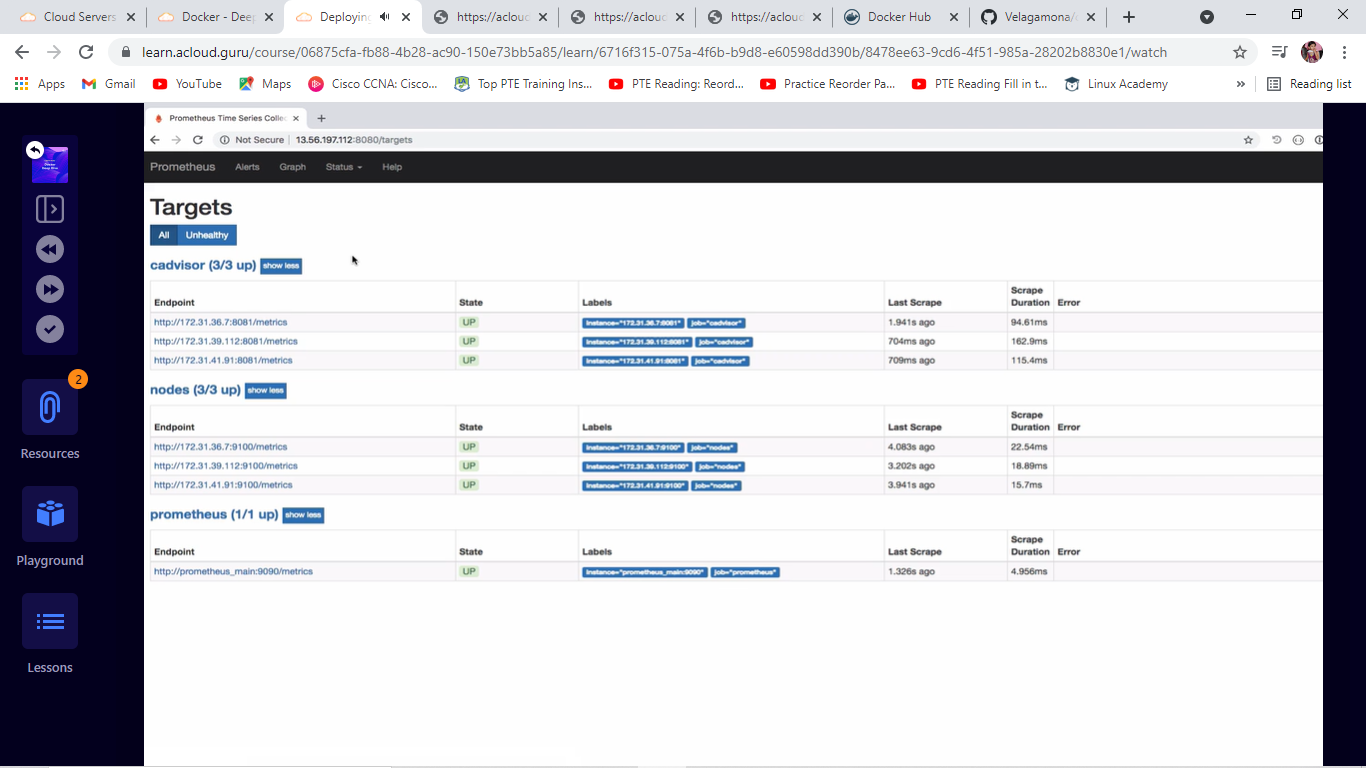 Cloud Servers
Docker - Deep
Deploying
https://acloud
https://acloud
https://acloud
Docker Hub
Velagamona/
learn.acloud.guru/course/06875cfa-fb88-4b28-ac90-150e73bb5a85/learn/6716f315-075a-4f6b-b9d8-e60598dd390b/8478ee63-9cd6-4f51-985a-28202b8830e1/watch
Apps
Gmail
YouTube
Maps
Cisco CCNA: Cisco...
Top PTE Training Ins...
PTE Reading: Reord...
Practice Reorder Pa...
PTE Reading Fill in t...
Linux Academy
»
Reading list
2
Resources
Playground
Lessons
Prometheus Time Series Collec
Not Secure 13.56.197.112:8080/targets
Prometheus Alerts Graph Status Help
Targets
All Unhealthy
cadvisor (3/3 up) show less
Endpoint State Labels Last Scrape Scrape Duration Error
http://172.31.36.7:8081/metrics UP instance="172.31.36.7:8081" job="cadvisor" 1.941s ago 94.61ms
http://172.31.39.112:8081/metrics UP instance="172.31.39.112:8081" job="cadvisor" 704ms ago 162.9ms
http://172.31.41.91:8081/metrics UP instance="172.31.41.91:8081" job="cadvisor" 709ms ago 115.4ms
nodes (3/3 up) show less
Endpoint State Labels Last Scrape Scrape Duration Error
http://172.31.36.7:9100/metrics UP instance="172.31.36.7:9100" job="nodes" 4.083s ago 22.54ms
http://172.31.39.112:9100/metrics UP instance="172.31.39.112:9100" job="nodes" 3.202s ago 18.89ms
http://172.31.41.91:9100/metrics UP instance="172.31.41.91:9100" job="nodes" 3.941s ago 15.7ms
prometheus (1/1 up) show less
Endpoint State Labels Last Scrape Scrape Duration Error
http://prometheus_main:9090/metrics UP instance="prometheus_main:9090" job="prometheus" 1.326s ago 4.956ms